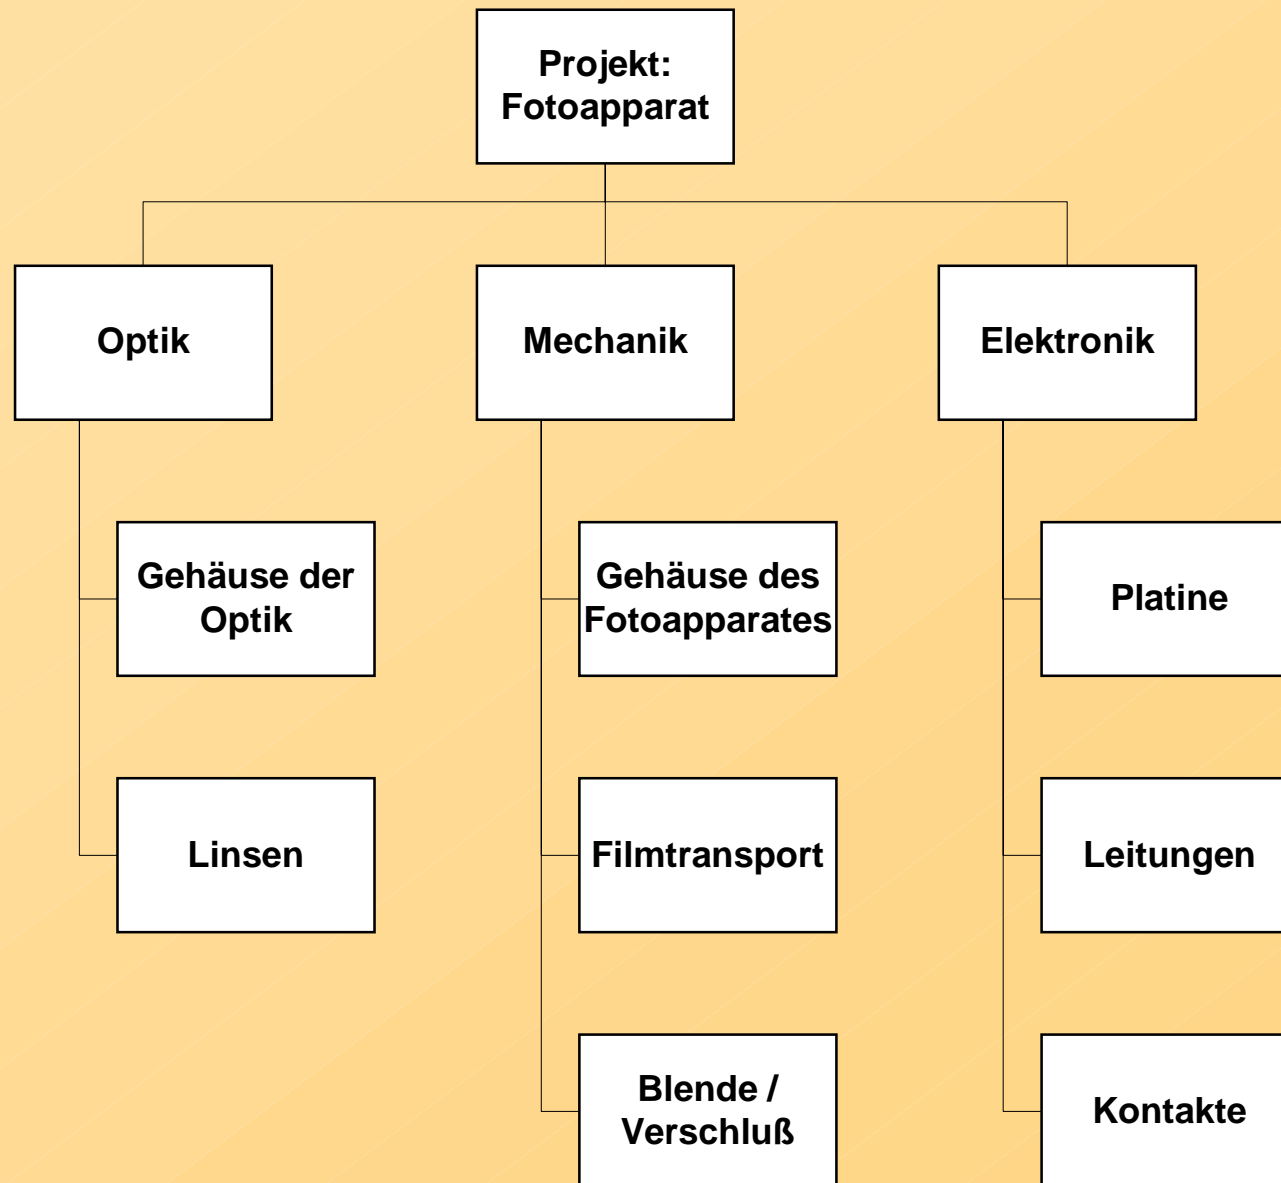 Projekt:
Fotoapparat
Optik
Mechanik
Elektronik
Gehäuse der
Optik
Gehäuse des
Fotoapparates
Platine
Linsen
Filmtransport
Leitungen
Blende /
Verschluß
Kontakte